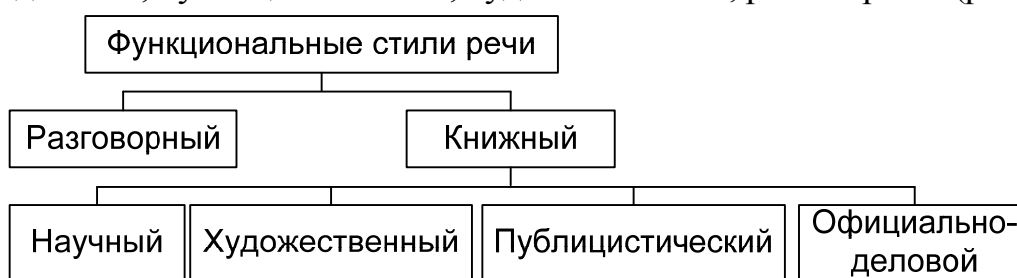 Функциональные стили речи
Разговорный
Книжный
Научный
Художественный
Публицистический
Официально-
деловой